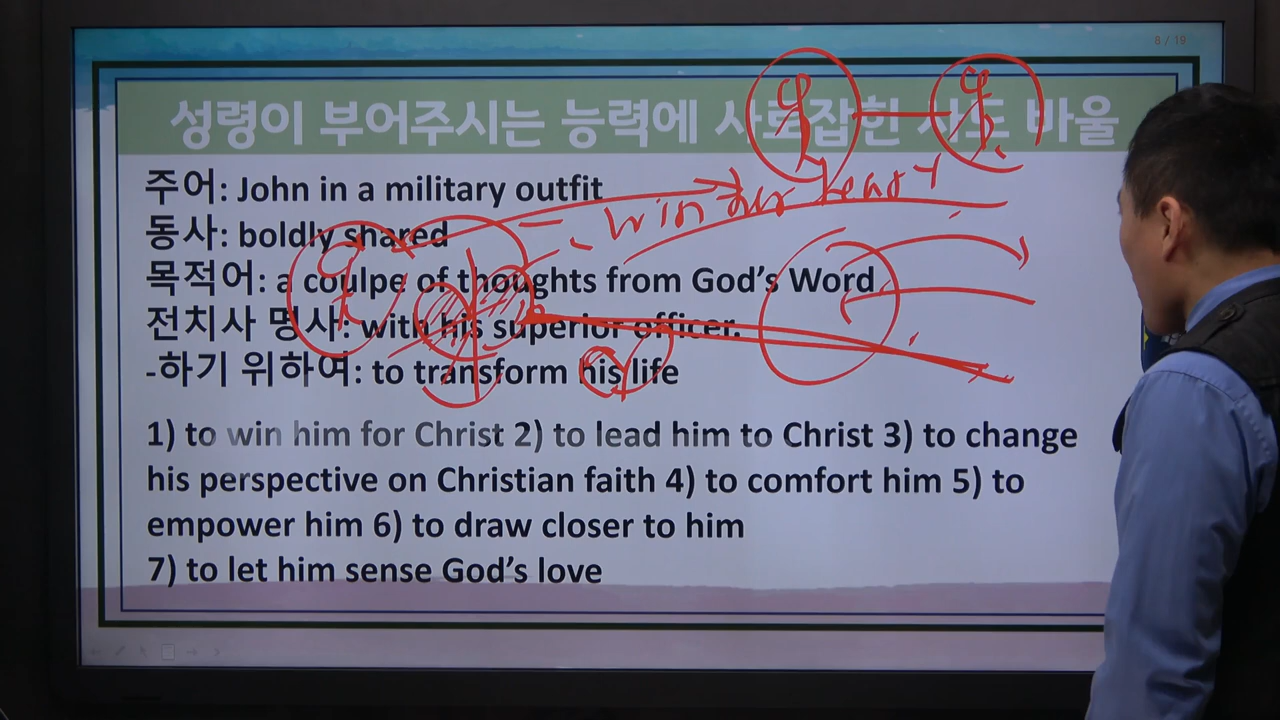 8 / 19
성령이 부어주시는 능력에 사로잡힌 사도 바울
주어: John in a military outfit
win her heart
동사: boldly shared
목적어: a coulpe of thoughts from God's Word
전치사 명사: with his superior officer.
-하기 위하여: to transform his life
1) to win him for Christ 2) to lead him to Christ 3) to change
his perspective on Christian faith 4) to comfort him 5) to
empower him 6) to draw closer to him
7) to let him sense God's love